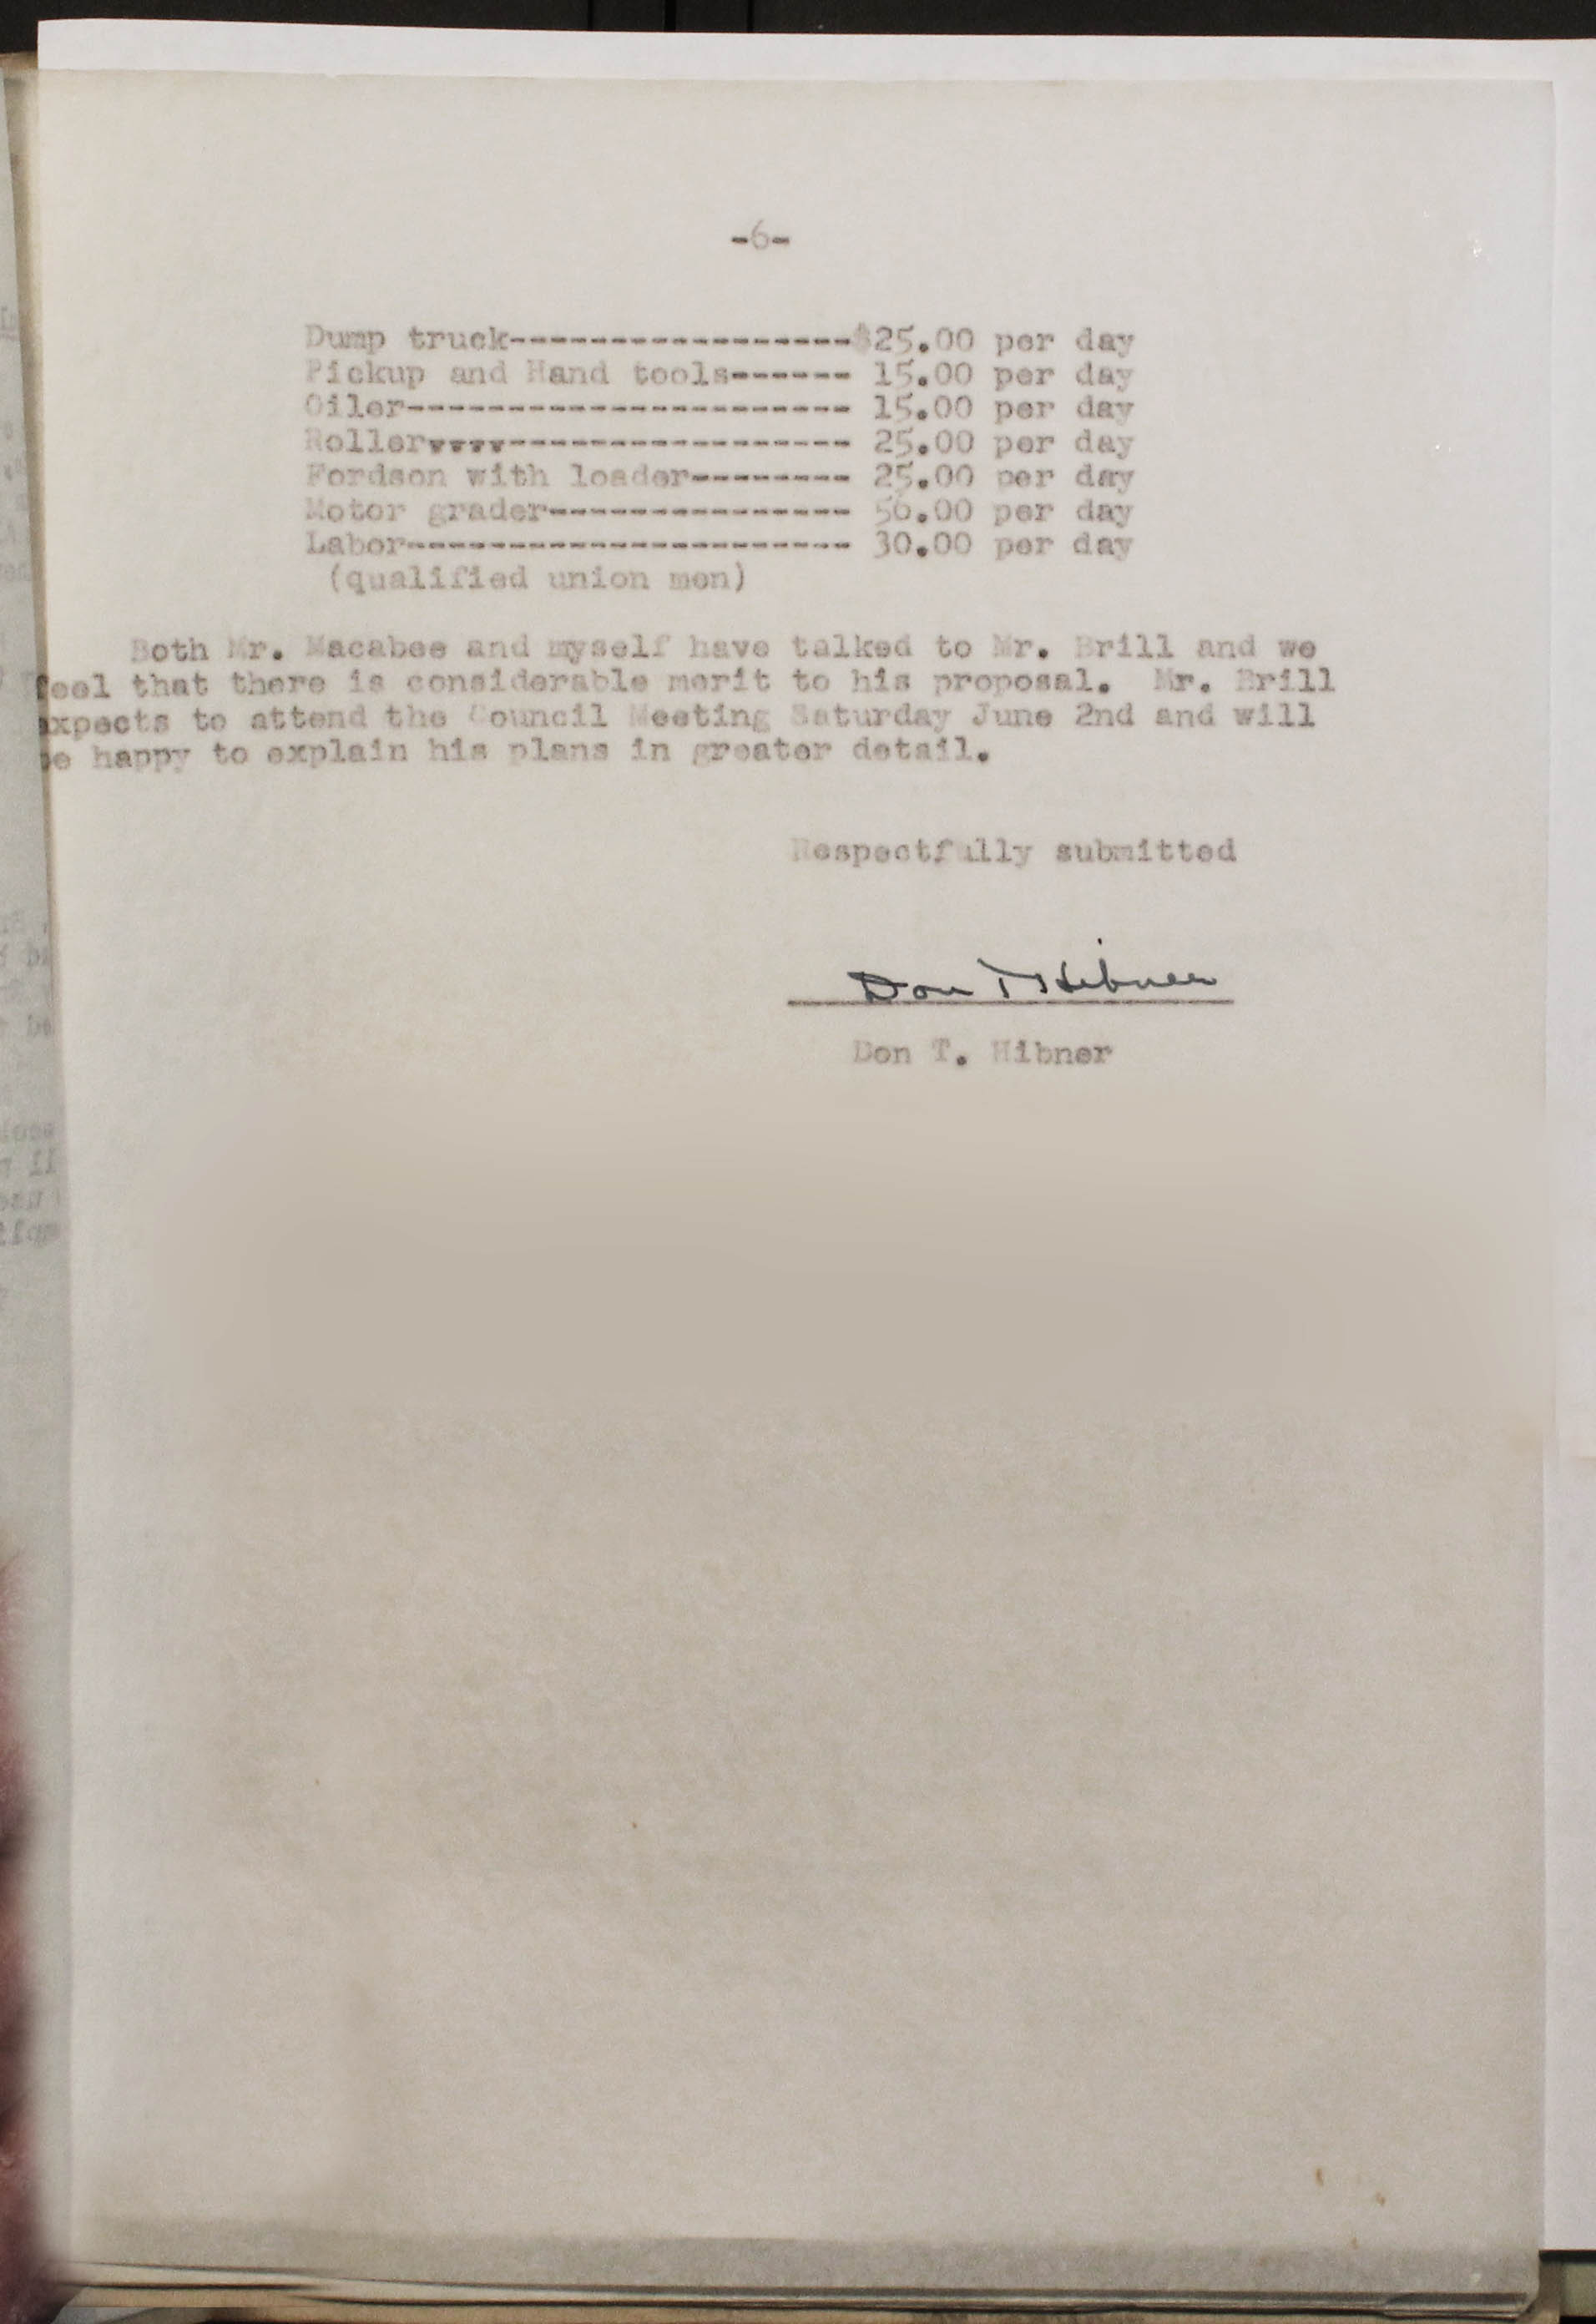 -6-
Dump truck-----------------$25.00 per day
Pickup and Hand tools------ 15.00 per day
Oiler---------------------- 15.00 per day
Roller----------------- 25.00 per day
Fordson with loader-------- 25.00 per day
Motor grader--------------- 50.00 per day
Labor---------------------- 30.00 per day
(qualified union men)
Both Mr. Macabee and myself have talked to Mr. Brill and we
feel that there is considerable merit to his proposal. Mr. Brill
expects to attend the Council Meeting Saturday June 2nd and will
be happy to explain his plans in greater detail.
Respectfully submitted
Don T Hibner
Don T. Hibner